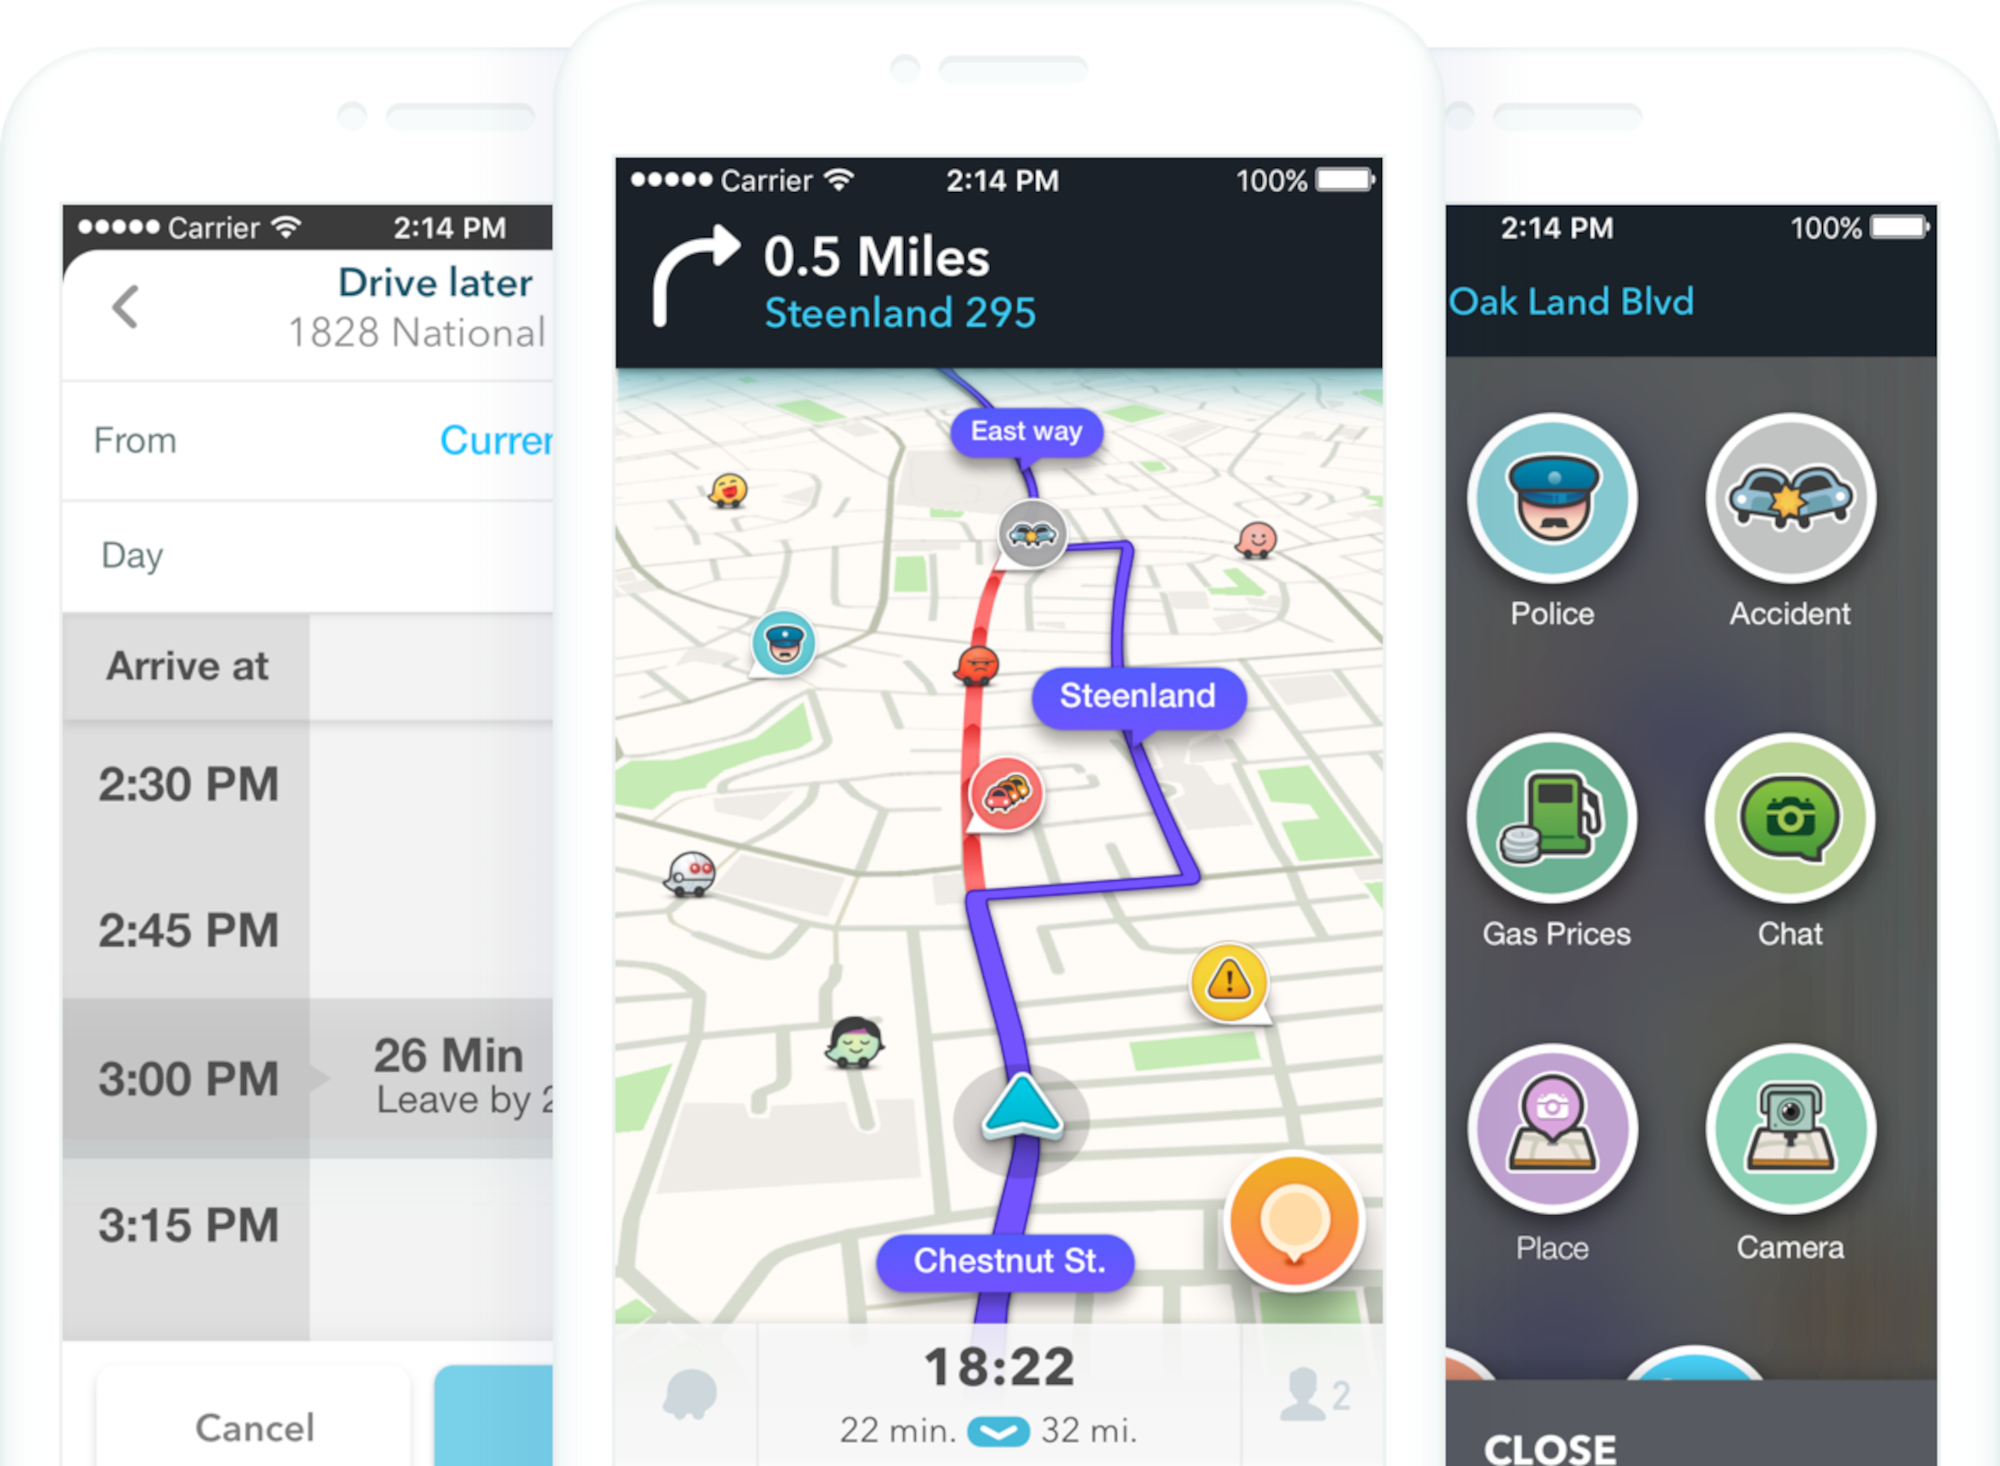 Carrier 2:14 PM
Drive later
1828 National
From
Day
Arrive at
2:30 PM
2:45 PM
3:00 PM
26 Min
Leave by
3:15 PM
Cancel
Carrier 2:14 PM 100%
0.5 Miles
Steenland 295
East way
Steenland
Chestnut St.
18:22
22 min. 32 mi.
2
2:14 PM 100%
Oak Land Blvd
Police Accident
Gas Prices Chat
Place Camera
CLOSE